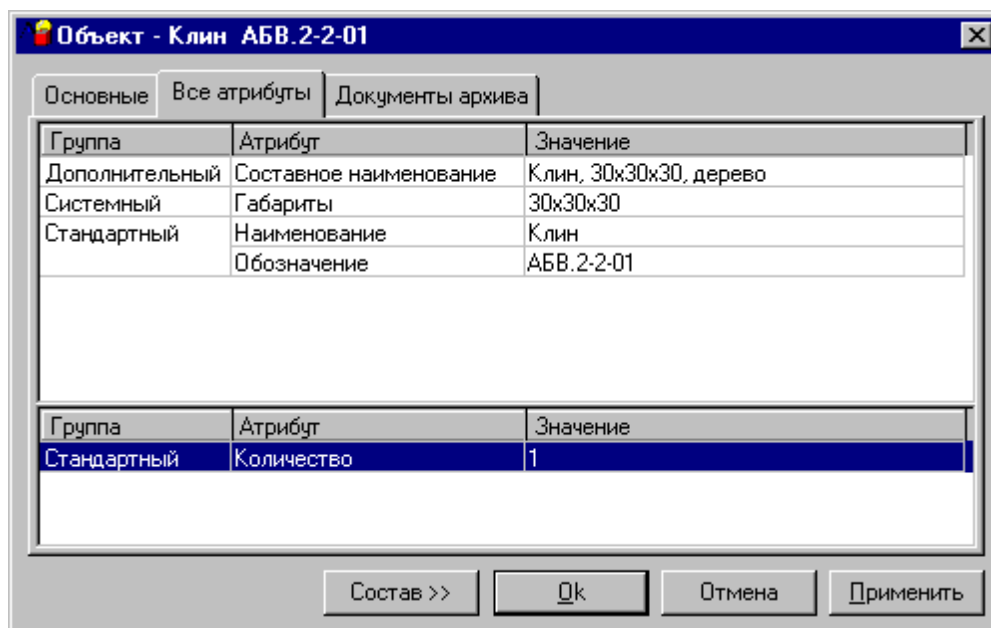 Объект - Клин АБВ.2-2-01
Основные Все атрибуты Документы архива
Группа Атрибут Значение
Дополнительный Составное наименование Клин, 30x30x30, дерево
Системный Габариты 30x30x30
Стандартный Наименование Клин
Обозначение АБВ.2-2-01
Группа Атрибут Значение
Стандартный Количество 1
Состав >> Ok Отмена Применить